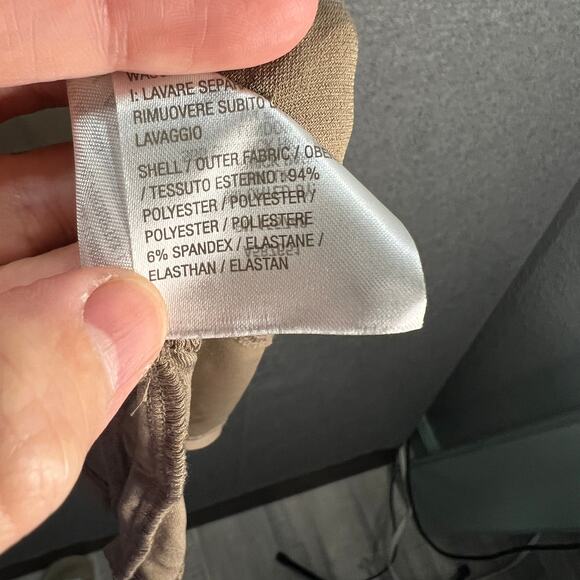 I: LAVARE
RIMUOVERE SUBITO
LAVAGGIO
SHELL / OUTER FABRIC /
/ TESSUTO ESTERNO : 94%
POLYESTER / POLYESTER /
POLYESTER / POLIESTERE
6% SPANDEX / ELASTANE /
ELASTHAN / ELASTAN